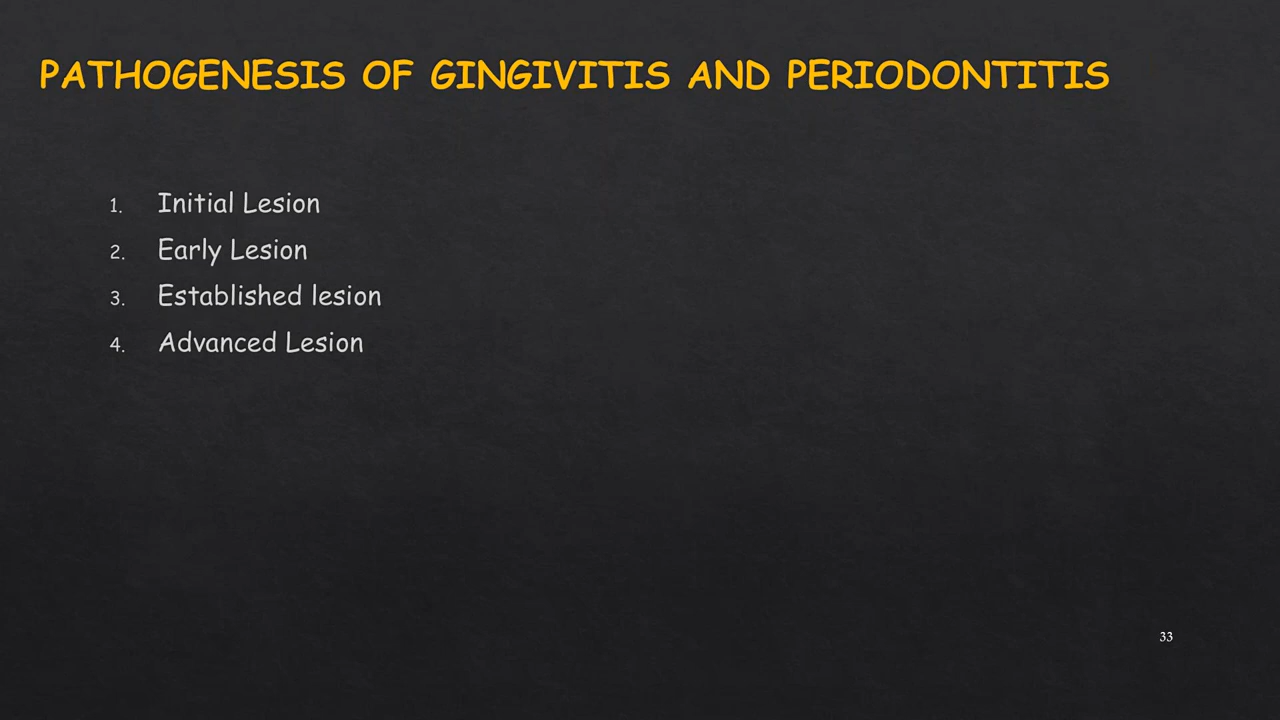 PATHOGENESIS OF GINGIVITIS AND PERIODONTITIS
1. Initial Lesion
2. Early Lesion
3. Established lesion
4. Advanced Lesion
33